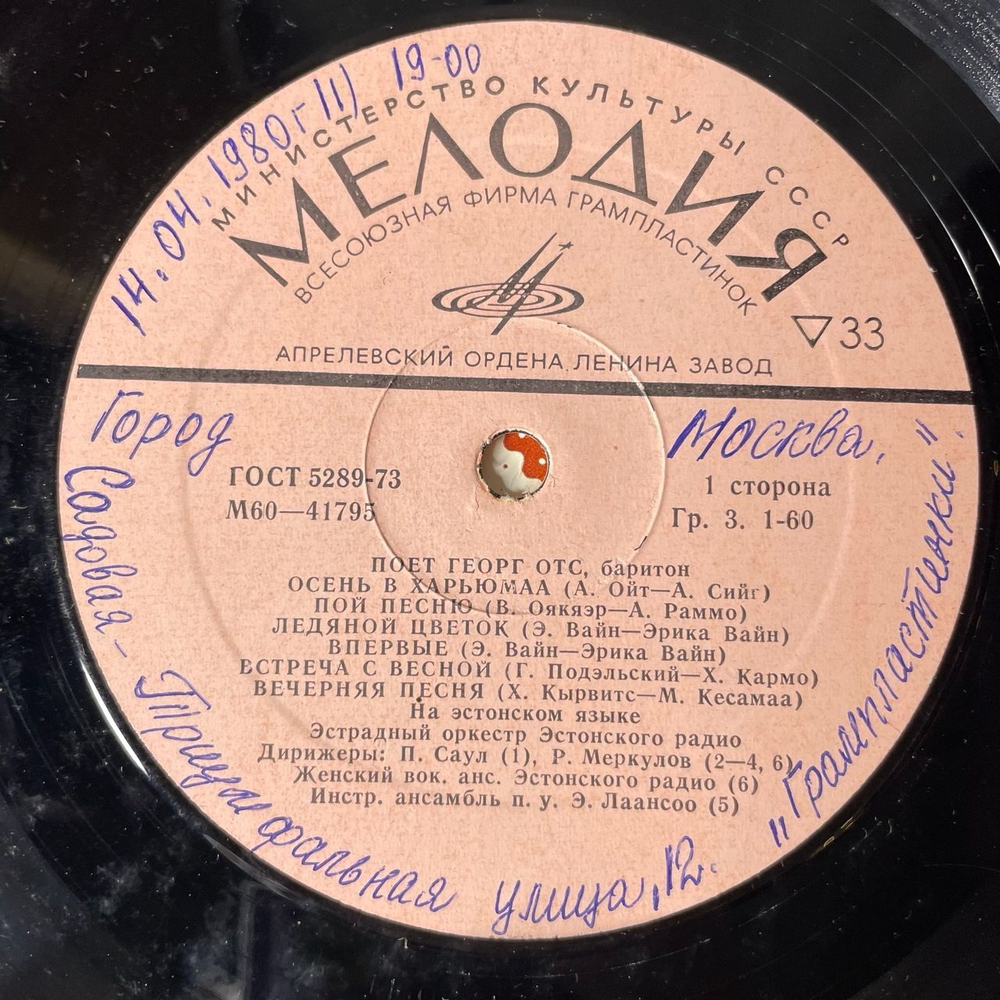 14.04.1980г II) 19-00
МИНИСТЕРСТВО КУЛЬТУРЫ СССР
МЕЛОДИЯ
ВСЕСОЮЗНАЯ ФИРМА ГРАМПЛАСТИНОК
33
АПРЕЛЕВСКИЙ ОРДЕНА ЛЕНИНА ЗАВОД
Город Москва,
Садовая-Триумфальная улица, 12. "Грампластинки".
ГОСТ 5289-73
М60—41795
1 сторона
Гр. 3. 1-60
ПОЕТ ГЕОРГ ОТС, баритон
ОСЕНЬ В ХАРЬЮМАА (А. Ойт—А. Сийг)
ПОЙ ПЕСНЮ (В. Оякяэр—А. Раммо)
ЛЕДЯНОЙ ЦВЕТОК (Э. Вайн—Эрика Вайн)
ВПЕРВЫЕ (Э. Вайн—Эрика Вайн)
ВСТРЕЧА С ВЕСНОЙ (Г. Подэльский—Х. Кармо)
ВЕЧЕРНЯЯ ПЕСНЯ (Х. Кырвитс—М. Кесамаа)
На эстонском языке
Эстрадный оркестр Эстонского радио
Дирижеры: П. Саул (1), Р. Меркулов (2—4, 6)
Женский вок. анс. Эстонского радио (6)
Инстр. ансамбль п. у. Э. Лаансоо (5)